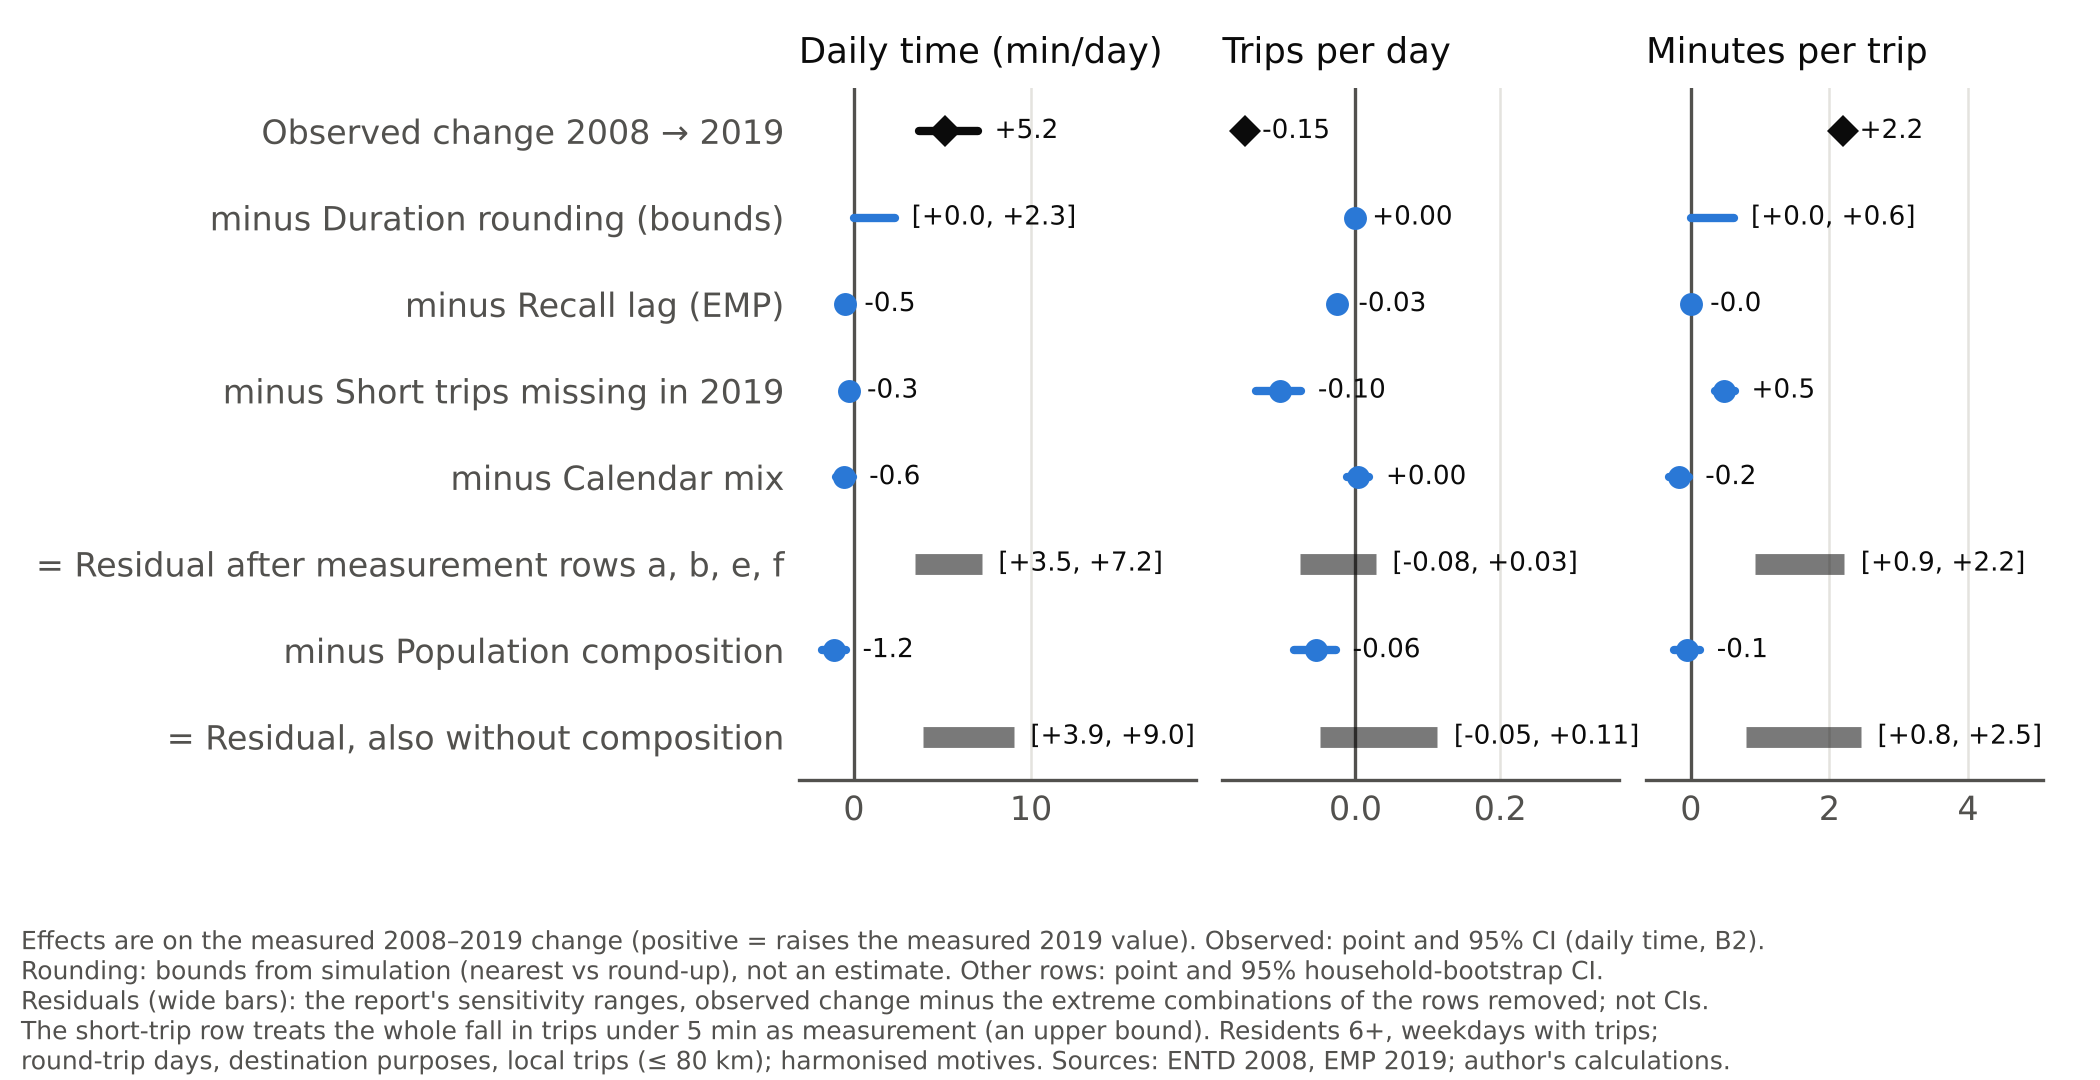 Daily time (min/day) Trips per day Minutes per trip
Observed change 2008 → 2019 +5.2 -0.15 +2.2
minus Duration rounding (bounds) [+0.0, +2.3] +0.00 [+0.0, +0.6]
minus Recall lag (EMP) -0.5 -0.03 -0.0
minus Short trips missing in 2019 -0.3 -0.10 +0.5
minus Calendar mix -0.6 +0.00 -0.2
= Residual after measurement rows a, b, e, f [+3.5, +7.2] [-0.08, +0.03] [+0.9, +2.2]
minus Population composition -1.2 -0.06 -0.1
= Residual, also without composition [+3.9, +9.0] [-0.05, +0.11] [+0.8, +2.5]
0 10 0.0 0.2 0 2 4
Effects are on the measured 2008–2019 change (positive = raises the measured 2019 value). Observed: point and 95% CI (daily time, B2).
Rounding: bounds from simulation (nearest vs round-up), not an estimate. Other rows: point and 95% household-bootstrap CI.
Residuals (wide bars): the report's sensitivity ranges, observed change minus the extreme combinations of the rows removed; not CIs.
The short-trip row treats the whole fall in trips under 5 min as measurement (an upper bound). Residents 6+, weekdays with trips;
round-trip days, destination purposes, local trips (≤ 80 km); harmonised motives. Sources: ENTD 2008, EMP 2019; author's calculations.